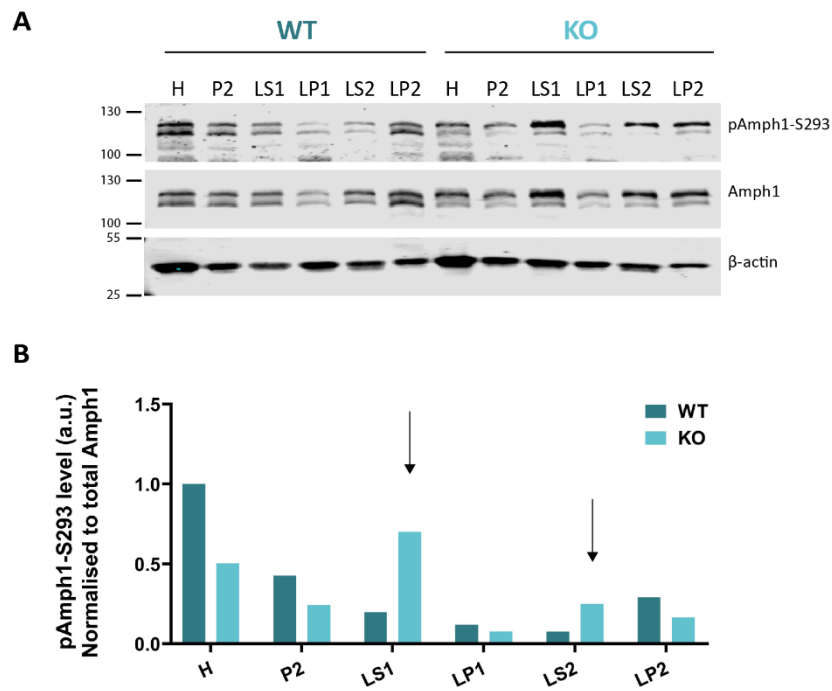 A
WT KO
H P2 LS1 LP1 LS2 LP2 H P2 LS1 LP1 LS2 LP2
130
pAmph1-S293
100
130
Amph1
100
55
β-actin
25
B
pAmph1-S293 level (a.u.)
Normalised to total Amph1
1.5
1.0
0.5
0.0
WT
KO
H P2 LS1 LP1 LS2 LP2